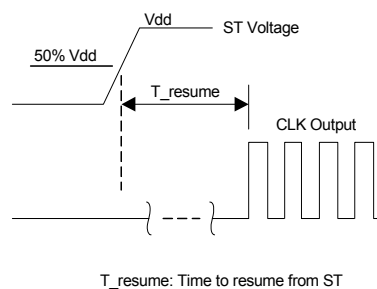 Vdd
ST Voltage
50% Vdd
T_resume
CLK Output
T_resume: Time to resume from ST